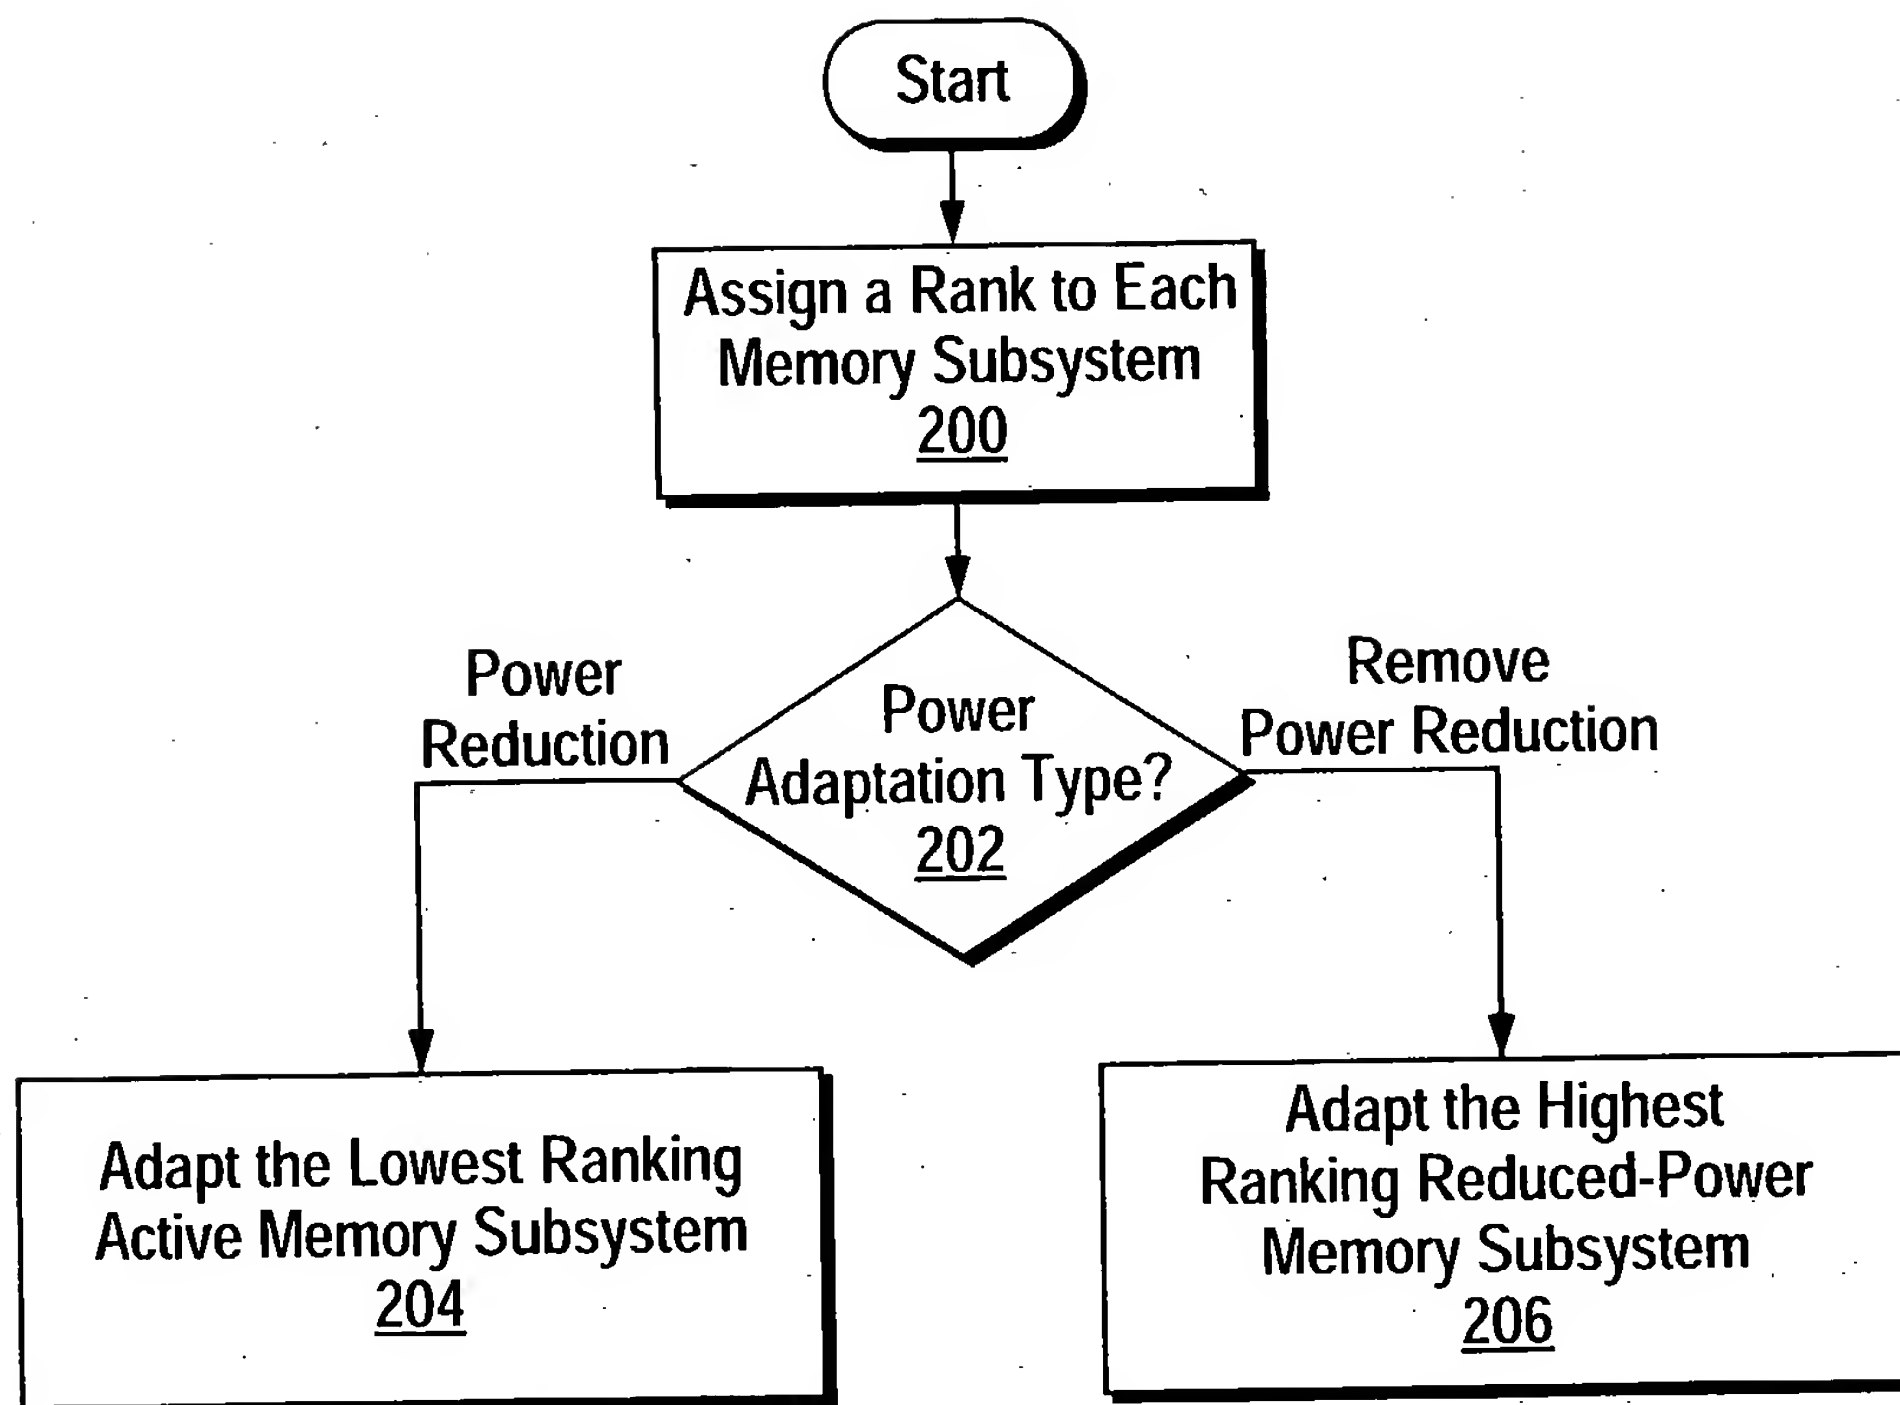 Start
Assign a Rank to Each
Memory Subsystem
200
Power
Reduction
Power
Adaptation Type?
202
Remove
Power Reduction
Adapt the Lowest Ranking
Active Memory Subsystem
204
Adapt the Highest
Ranking Reduced-Power
Memory Subsystem
206